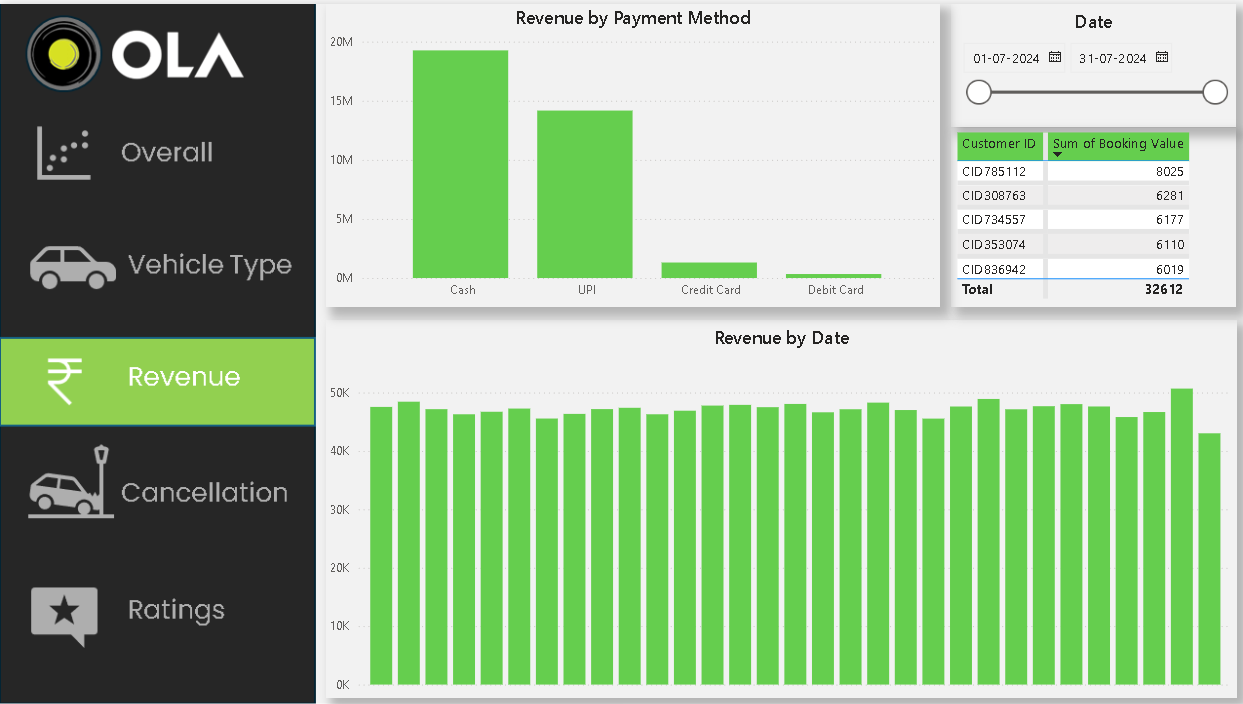 OLA
Overall
Vehicle Type
₹ Revenue
Cancellation
Ratings
Revenue by Payment Method
20M
15M
10M
5M
0M
Cash UPI Credit Card Debit Card
Date
01-07-2024 31-07-2024
Customer ID Sum of Booking Value
CID785112 8025
CID308763 6281
CID734557 6177
CID353074 6110
CID836942 6019
Total 32612
Revenue by Date
50K
40K
30K
20K
10K
0K